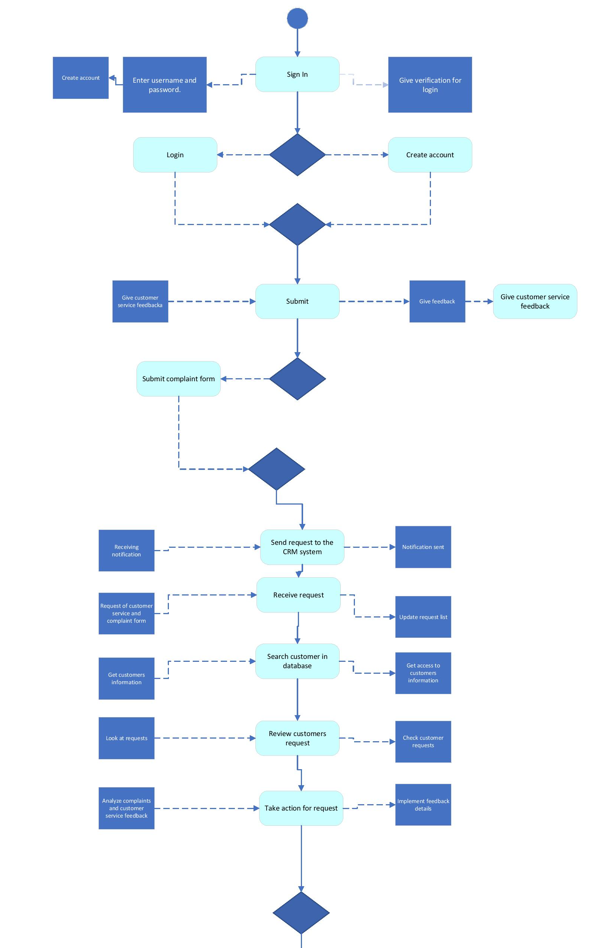 Create account
Enter username and
password.
Sign In
Give verification for
login
Login
Create account
Give customer
service feedbacks
Submit
Give feedback
Give customer service
feedback
Submit complaint form
Receiving
notification
Send request to the
CRM system
Notification sent
Request of customer
service and
complaint form
Receive request
Update request list
Get customers
information
Search customer in
database
Get access to
customers
information
Look at requests
Review customers
request
Check customer
requests
Analyze complaints
and customer
service feedback
Take action for request
Implement feedback
details